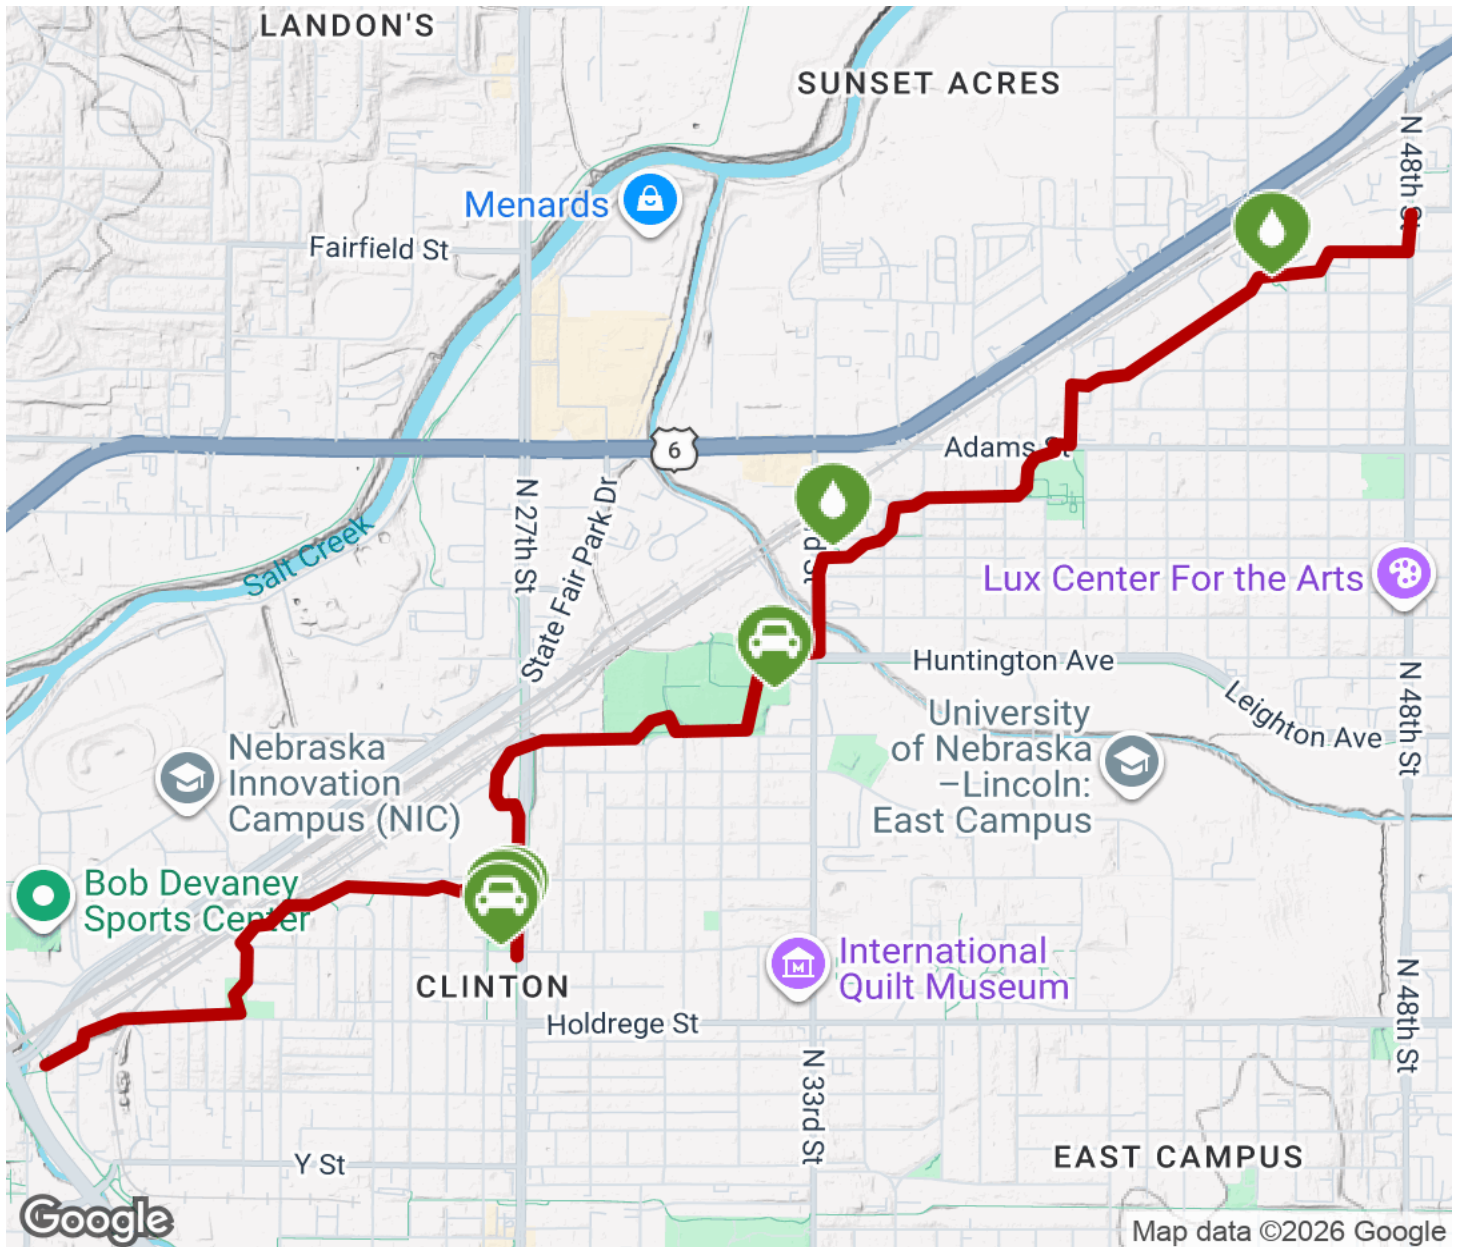 LANDON'S
SUNSET ACRES
N 48th St
Menards
Fairfield St
6
Adams St
N 27th St
State Fair Park Dr
Salt Creek
rd St
Lux Center For the Arts
Huntington Ave
Leighton Ave
N 48th St
University
of Nebraska
–Lincoln:
East Campus
Nebraska
Innovation
Campus (NIC)
Bob Devaney
Sports Center
CLINTON
International
Quilt Museum
Holdrege St
N 48th St
N 33rd St
Y St
EAST CAMPUS
Google
Map data ©2026 Google